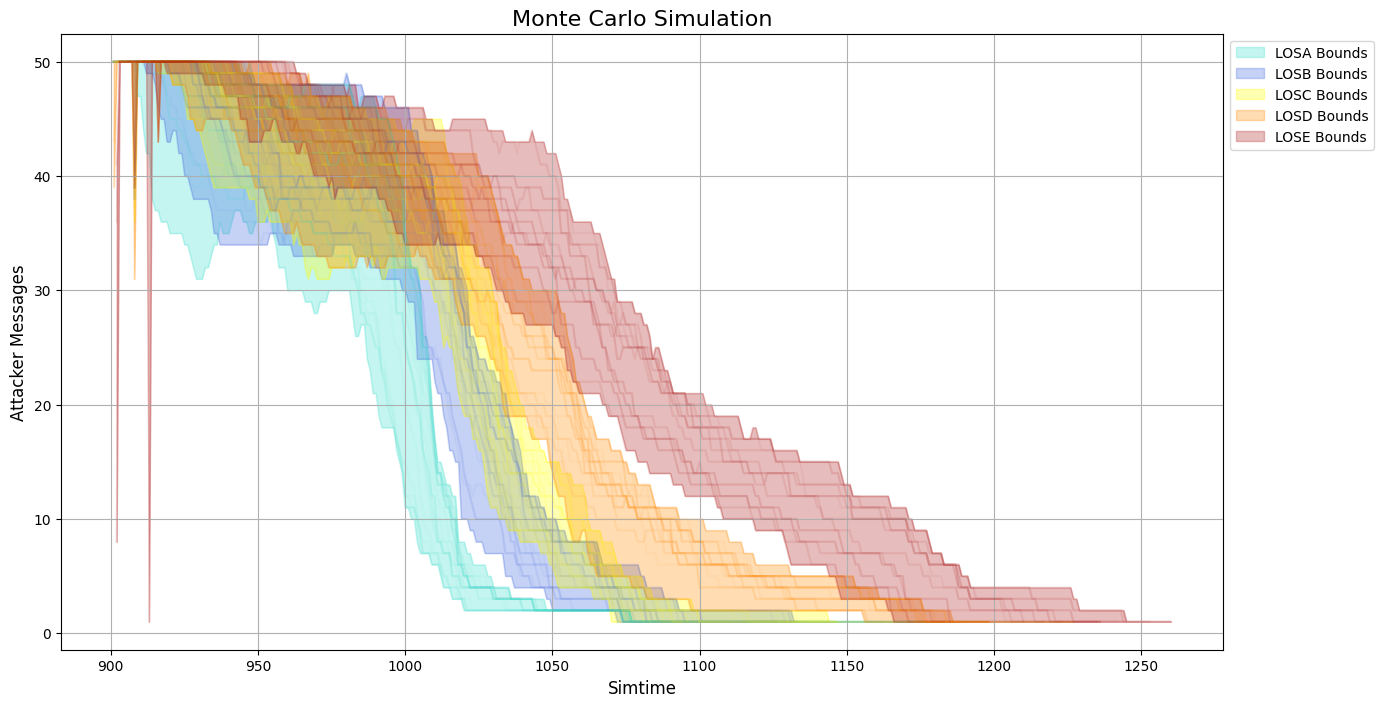 Monte Carlo Simulation
Attacker Messages
50
40
30
20
10
0
900
950
1000
1050
1100
1150
1200
1250
Simtime
LOSA Bounds
LOSB Bounds
LOSC Bounds
LOSD Bounds
LOSE Bounds